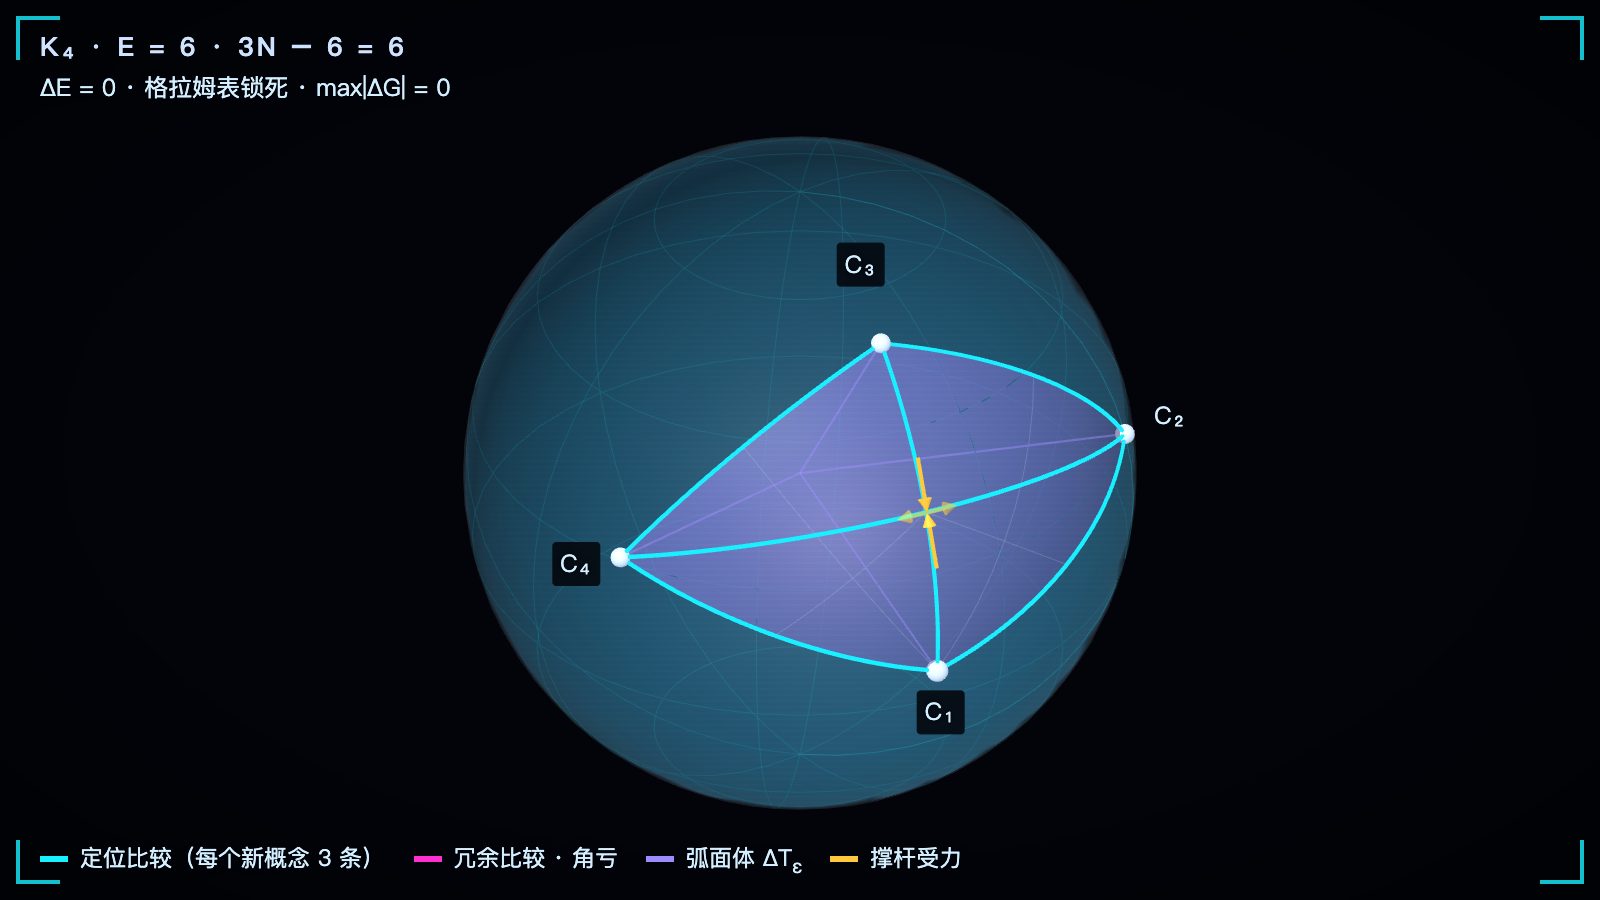 K₄ · E = 6 · 3N − 6 = 6
ΔE = 0 · 格拉姆表锁死 · max|ΔG| = 0
C₃
C₂
C₄
C₁
定位比较（每个新概念 3 条） 冗余比较 · 角亏 弧面体 ΔT_ε 撑杆受力